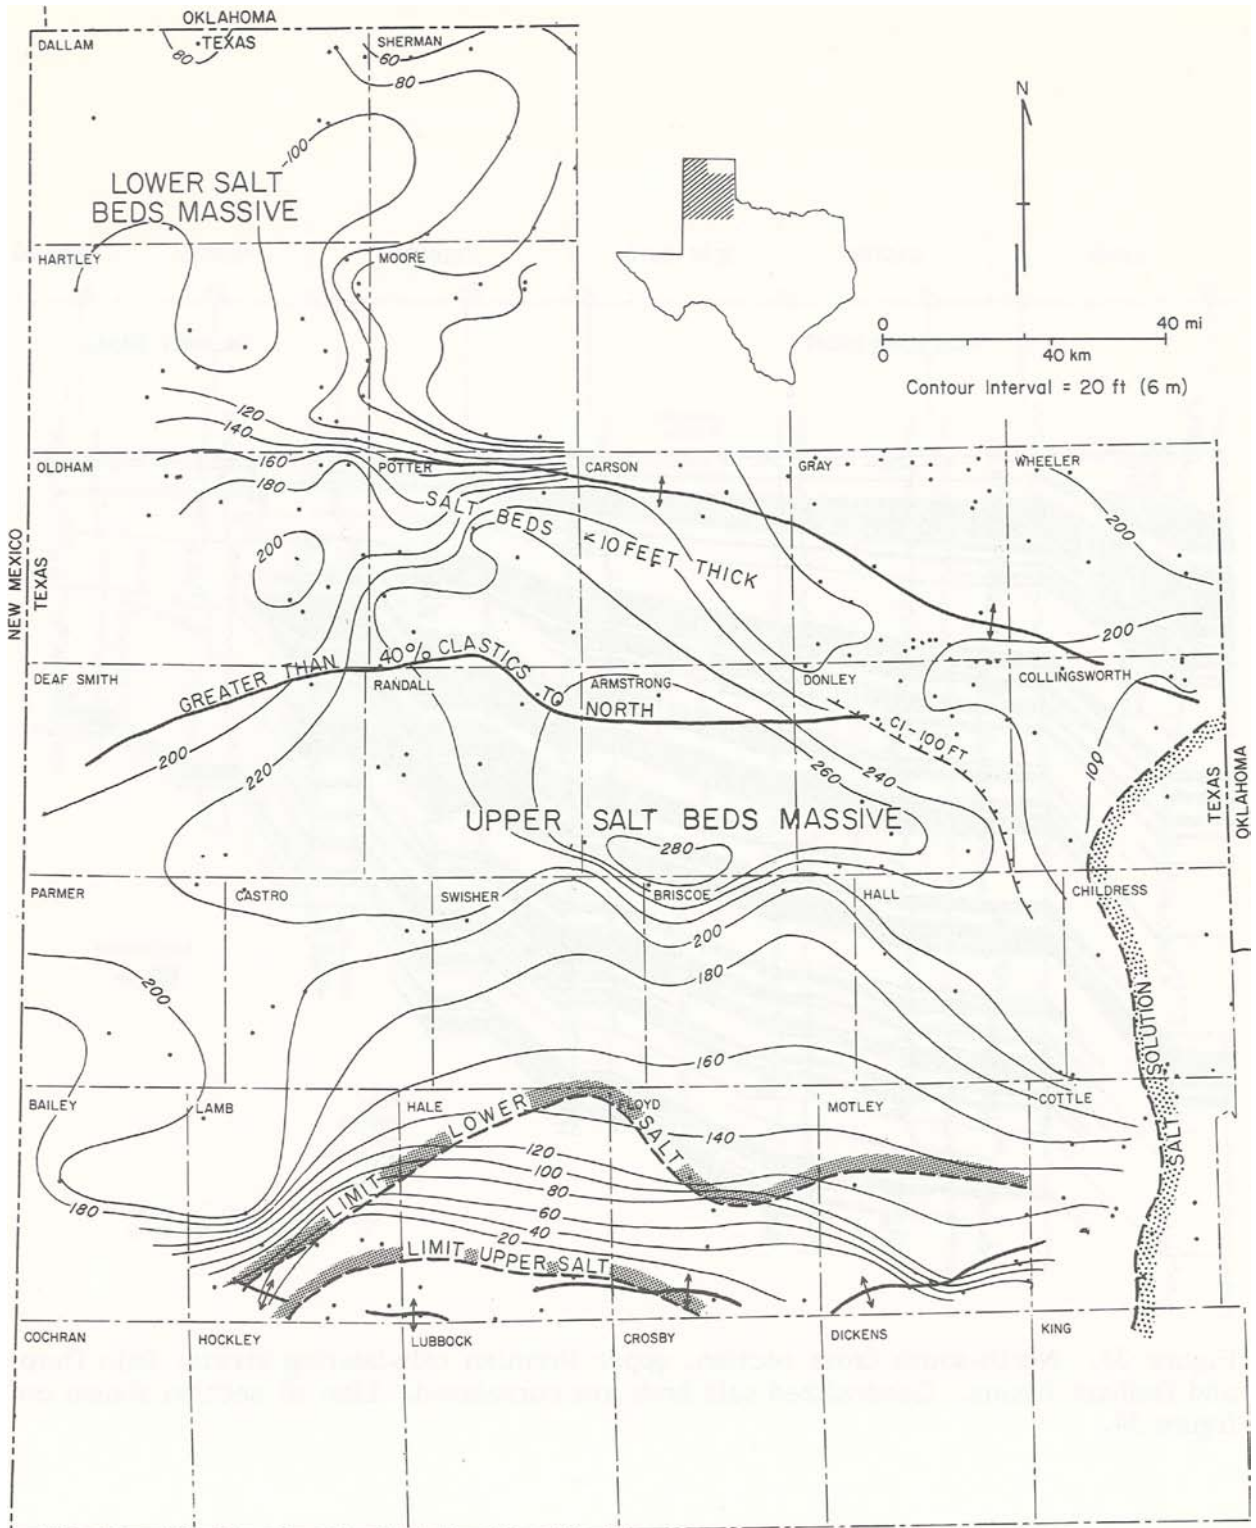 OKLAHOMA
TEXAS
DALLAM
SHERMAN
80
60
80
100
LOWER SALT
BEDS MASSIVE
N
HARTLEY
MOORE
0 40 mi
0 40 km
Contour Interval = 20 ft (6 m)
120
140
160
180
OLDHAM
POTTER
CARSON
GRAY
WHEELER
SALT BEDS <10 FEET THICK
200
200
200
NEW MEXICO
TEXAS
GREATER THAN 40% CLASTICS TO NORTH
DEAF SMITH
RANDALL
ARMSTRONG
DONLEY
COLLINGSWORTH
CI-100 FT
200
220
260
240
100
TEXAS
OKLAHOMA
UPPER SALT BEDS MASSIVE
280
PARMER
CASTRO
SWISHER
BRISCOE
HALL
CHILDRESS
200
200
180
160
SALT SOLUTION
BAILEY
LAMB
HALE
FLOYD
MOTLEY
COTTLE
LIMIT LOWER SALT
140
120
100
80
60
40
20
180
LIMIT UPPER SALT
COCHRAN
HOCKLEY
LUBBOCK
CROSBY
DICKENS
KING